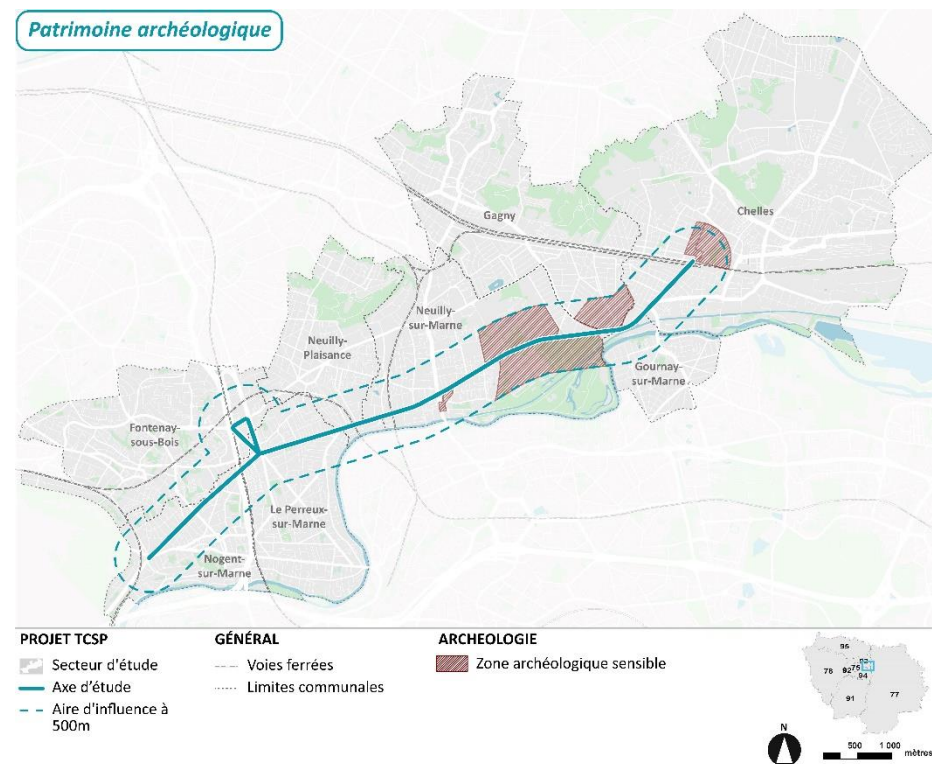 Patrimoine archéologique
Chelles
Gagny
Neuilly-
sur-Marne
Neuilly-
Plaisance
Gournay-
sur-Marne
Fontenay-
sous-Bois
Le Perreux-
sur-Marne
Nogent-
sur-Marne
PROJET TCSP
Secteur d'étude
Axe d'étude
Aire d'influence à
500m
GÉNÉRAL
Voies ferrées
Limites communales
ARCHEOLOGIE
Zone archéologique sensible
95
78
92
75
94
91
77
N
500 1 000
mètres